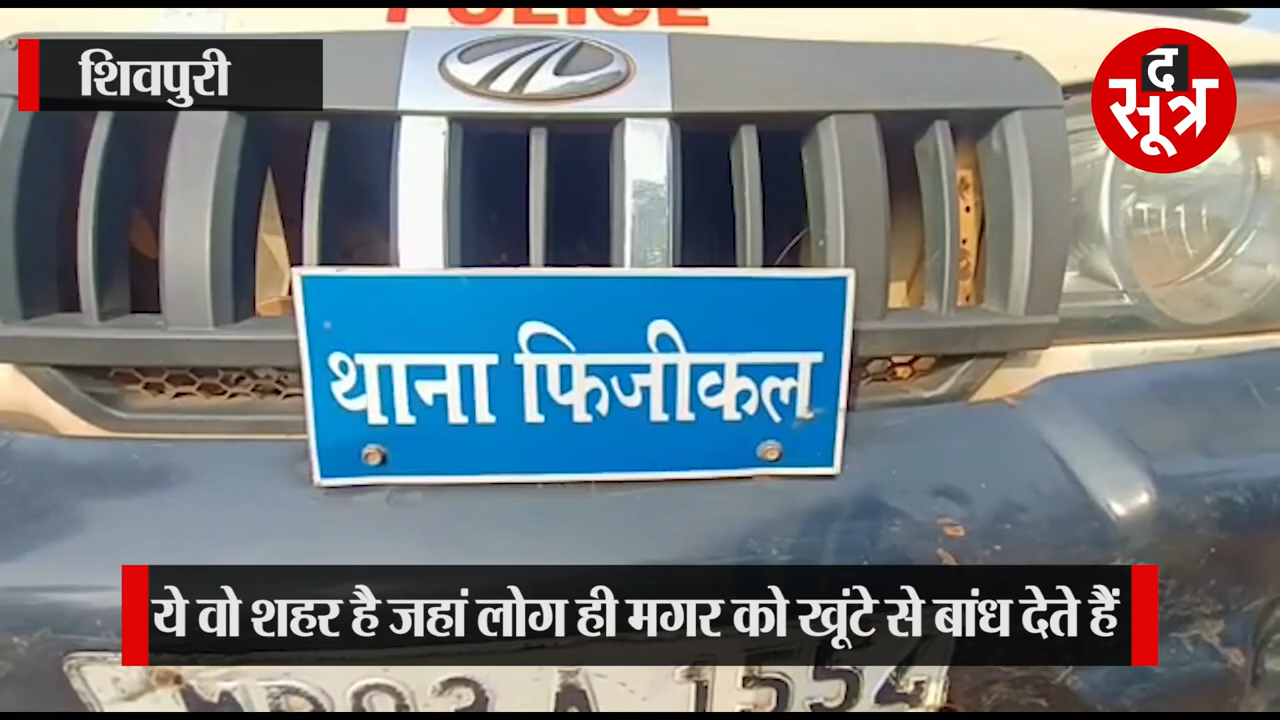 POLICE
शिवपुरी
द
सूत्र
थाना फिजीकल
ये वो शहर है जहां लोग ही मगर को खूंटे से बांध देते हैं